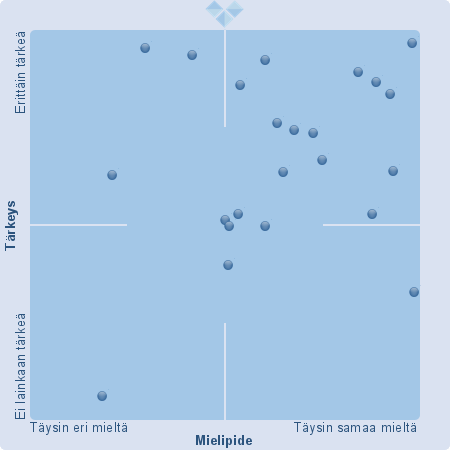 Erittäin tärkeä
Tärkeys
Ei lainkaan tärkeä
Täysin eri mieltä
Täysin samaa mieltä
Mielipide